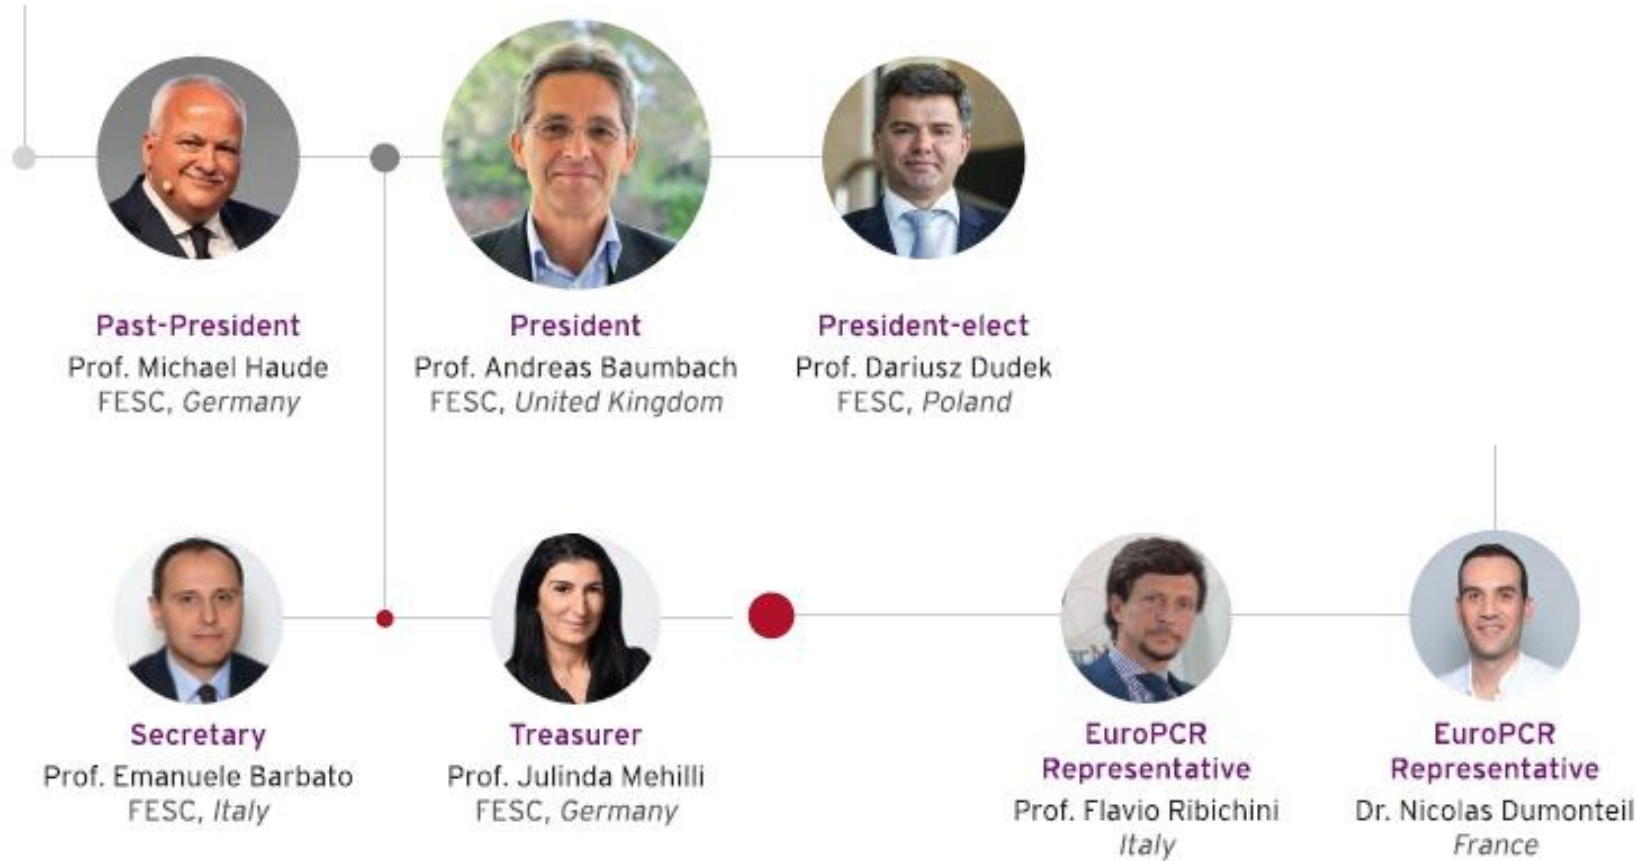 Past-President
Prof. Michael Haude
FESC, Germany
President
Prof. Andreas Baumbach
FESC, United Kingdom
President-elect
Prof. Dariusz Dudek
FESC, Poland
Secretary
Prof. Emanuele Barbato
FESC, Italy
Treasurer
Prof. Julinda Mehilli
FESC, Germany
EuroPCR
Representative
Prof. Flavio Ribichini
Italy
EuroPCR
Representative
Dr. Nicolas Dumonteil
France